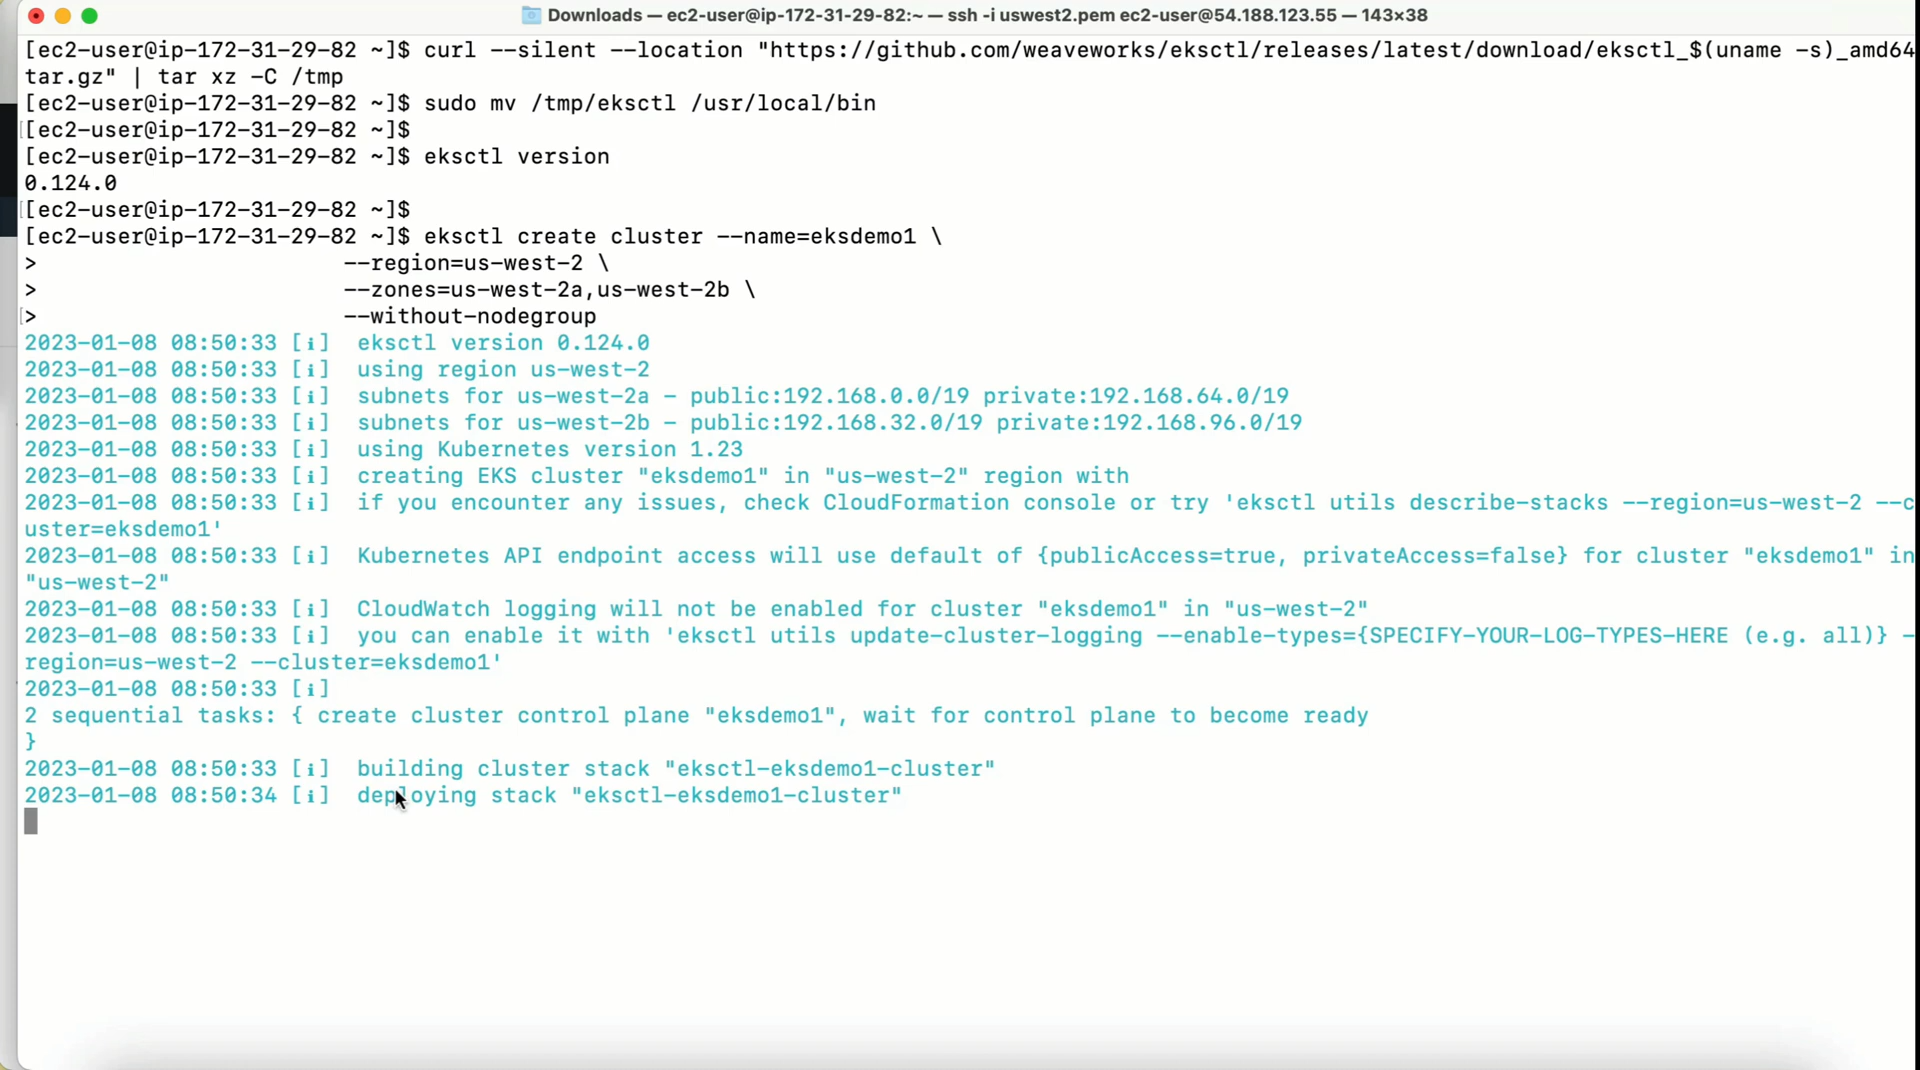 Downloads — ec2-user@ip-172-31-29-82:~ — ssh -i uswest2.pem ec2-user@54.188.123.55 — 143×38
[ec2-user@ip-172-31-29-82 ~]$ curl --silent --location "https://github.com/weaveworks/eksctl/releases/latest/download/eksctl_$(uname -s)_amd64
tar.gz" | tar xz -C /tmp
[ec2-user@ip-172-31-29-82 ~]$ sudo mv /tmp/eksctl /usr/local/bin
[[ec2-user@ip-172-31-29-82 ~]$
[ec2-user@ip-172-31-29-82 ~]$ eksctl version
0.124.0
[[ec2-user@ip-172-31-29-82 ~]$
[ec2-user@ip-172-31-29-82 ~]$ eksctl create cluster --name=eksdemo1 \
>                       --region=us-west-2 \
>                       --zones=us-west-2a,us-west-2b \
[>                       --without-nodegroup
2023-01-08 08:50:33 [ℹ]  eksctl version 0.124.0
2023-01-08 08:50:33 [ℹ]  using region us-west-2
2023-01-08 08:50:33 [ℹ]  subnets for us-west-2a - public:192.168.0.0/19 private:192.168.64.0/19
2023-01-08 08:50:33 [ℹ]  subnets for us-west-2b - public:192.168.32.0/19 private:192.168.96.0/19
2023-01-08 08:50:33 [ℹ]  using Kubernetes version 1.23
2023-01-08 08:50:33 [ℹ]  creating EKS cluster "eksdemo1" in "us-west-2" region with
2023-01-08 08:50:33 [ℹ]  if you encounter any issues, check CloudFormation console or try 'eksctl utils describe-stacks --region=us-west-2 --c
uster=eksdemo1'
2023-01-08 08:50:33 [ℹ]  Kubernetes API endpoint access will use default of {publicAccess=true, privateAccess=false} for cluster "eksdemo1" in
"us-west-2"
2023-01-08 08:50:33 [ℹ]  CloudWatch logging will not be enabled for cluster "eksdemo1" in "us-west-2"
2023-01-08 08:50:33 [ℹ]  you can enable it with 'eksctl utils update-cluster-logging --enable-types={SPECIFY-YOUR-LOG-TYPES-HERE (e.g. all)} -
region=us-west-2 --cluster=eksdemo1'
2023-01-08 08:50:33 [ℹ]
2 sequential tasks: { create cluster control plane "eksdemo1", wait for control plane to become ready
}
2023-01-08 08:50:33 [ℹ]  building cluster stack "eksctl-eksdemo1-cluster"
2023-01-08 08:50:34 [ℹ]  deploying stack "eksctl-eksdemo1-cluster"